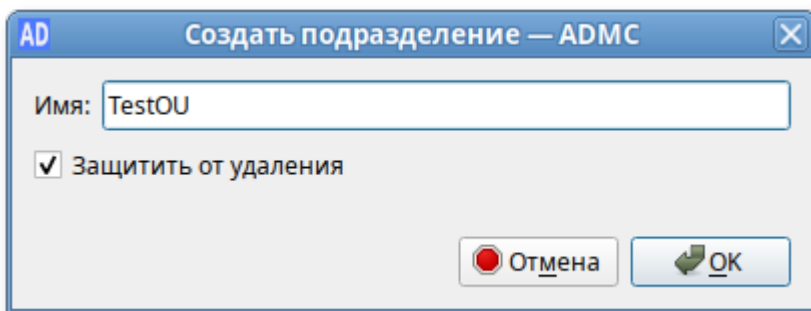 AD Создать подразделение — ADMC
Имя: TestOU
Защитить от удаления
Отмена OK